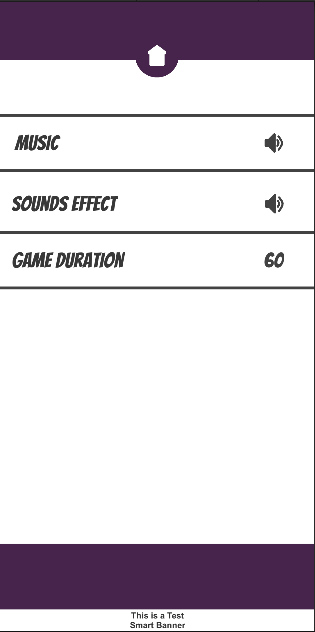 MUSIC
SOUNDS EFFECT
GAME DURATION 60
This is a Test
Smart Banner